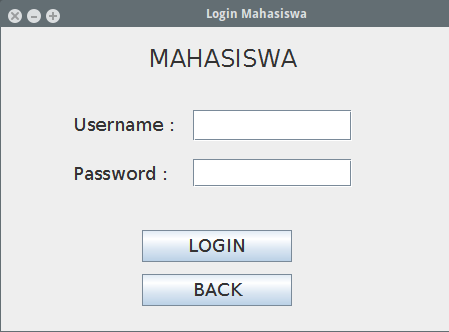 Login Mahasiswa
MAHASISWA
Username :
Password :
LOGIN
BACK